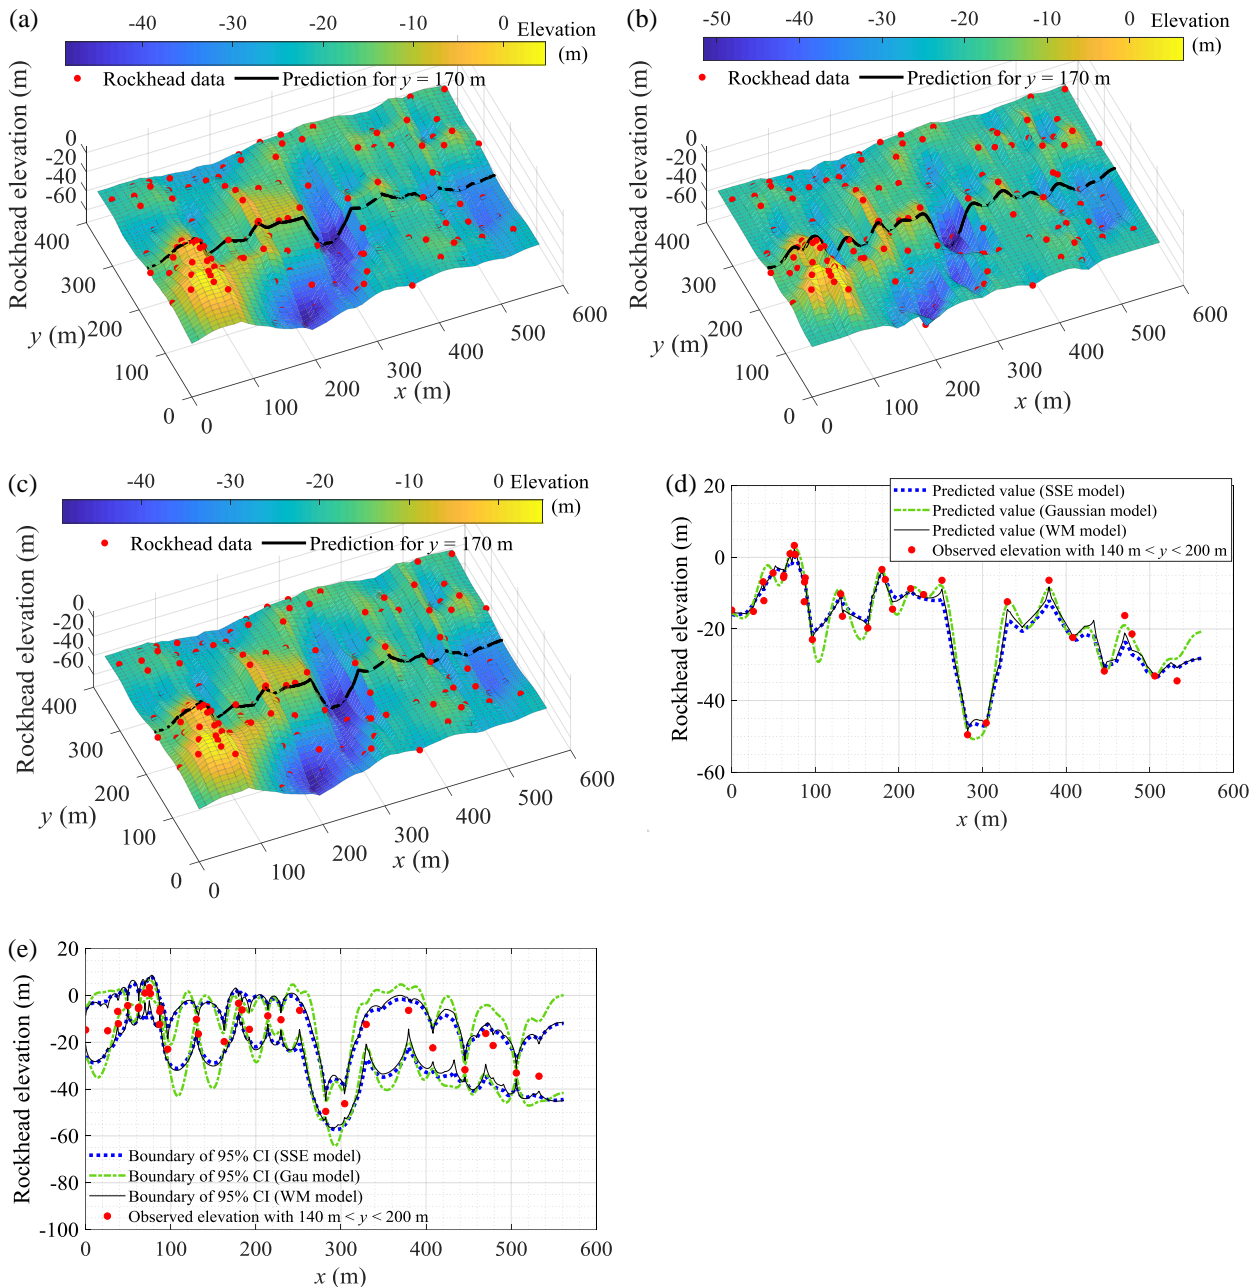 (a)
-40 -30 -20 -10 0 Elevation
(m)
Rockhead data Prediction for y = 170 m
Rockhead elevation (m)
0
-20
-40
-60
400
300
200
100
0
y (m)
0
100
200
300
400
500
600
x (m)
(b)
-50 -40 -30 -20 -10 0 Elevation
(m)
Rockhead data Prediction for y = 170 m
Rockhead elevation (m)
0
-20
-40
-60
400
300
200
100
0
y (m)
0
100
200
300
400
500
600
x (m)
(c)
-40 -30 -20 -10 0 Elevation
(m)
Rockhead data Prediction for y = 170 m
Rockhead elevation (m)
0
-20
-40
-60
400
300
200
100
0
y (m)
0
100
200
300
400
500
600
x (m)
(d)
Rockhead elevation (m)
20
0
-20
-40
-60
Predicted value (SSE model)
Predicted value (Gaussian model)
Predicted value (WM model)
Observed elevation with 140 m < y < 200 m
0 100 200 300 400 500 600
x (m)
(e)
Rockhead elevation (m)
20
0
-20
-40
-60
-80
-100
Boundary of 95% CI (SSE model)
Boundary of 95% CI (Gau model)
Boundary of 95% CI (WM model)
Observed elevation with 140 m < y < 200 m
0 100 200 300 400 500 600
x (m)